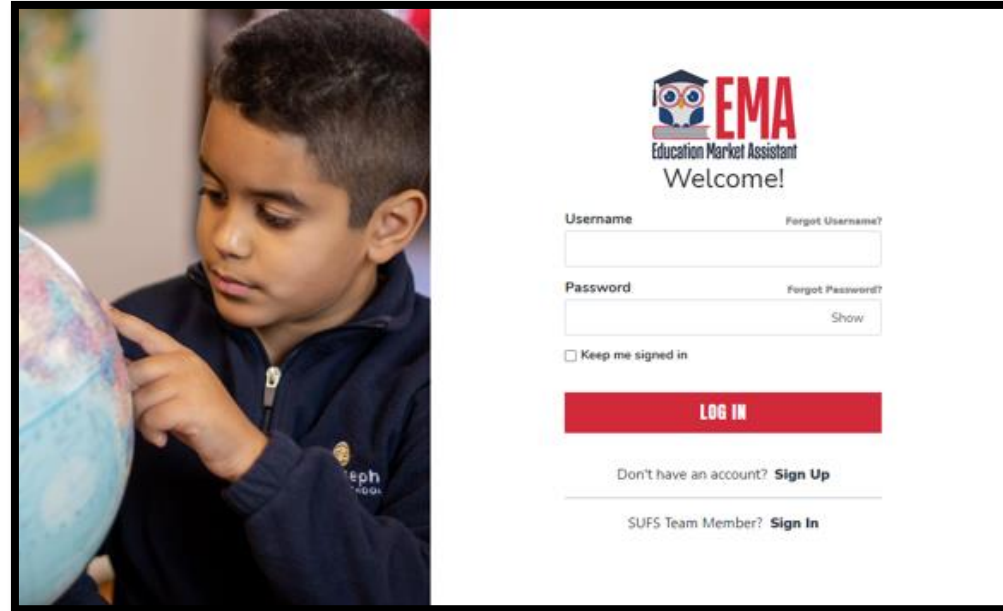 EMA
Education Market Assistant
Welcome!
Username
Forgot Username?
Password
Forgot Password?
Show
Keep me signed in
LOG IN
Don't have an account? Sign Up
SUFS Team Member? Sign In
eph